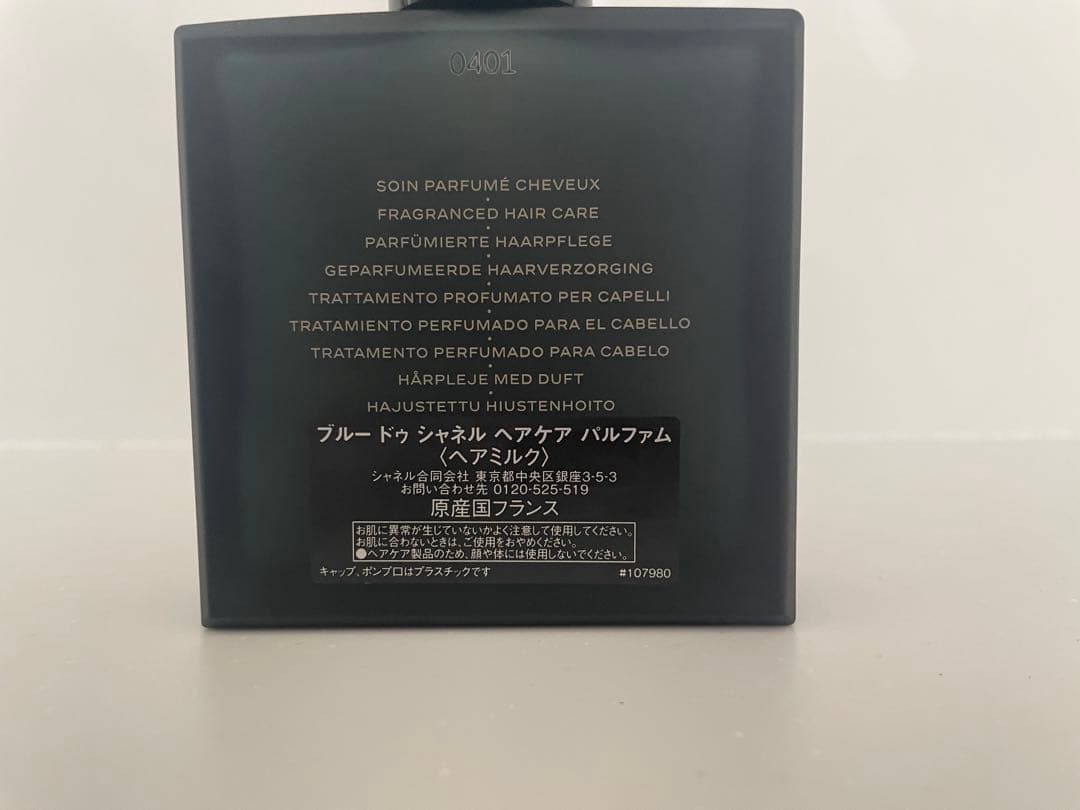 0401
SOIN PARFUMÉ CHEVEUX
FRAGRANCED HAIR CARE
PARFÜMIERTE HAARPFLEGE
GEPARFUMEERDE HAARVERZORGING
TRATTAMENTO PROFUMATO PER CAPELLI
TRATAMIENTO PERFUMADO PARA EL CABELLO
TRATAMENTO PERFUMADO PARA CABELO
HÅRPLEJE MED DUFT
HAJUSTETTU HIUSTENHOITO
ブルー ドゥ シャネル ヘアケア パルファム
〈ヘアミルク〉
シャネル合同会社 東京都中央区銀座3-5-3
お問い合わせ先 0120-525-519
原産国フランス
お肌に異常が生じていないかよく注意して使用してください。
お肌に合わないときは、ご使用をおやめください。
●ヘアケア製品のため、顔や体には使用しないでください。
キャップ、ポンプ口はプラスチックです #107980